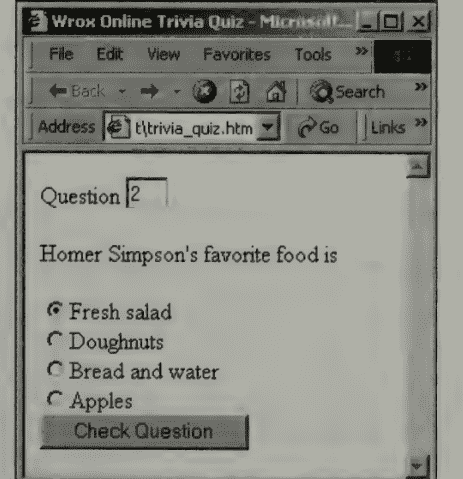 Wrox Online Trivia Quiz - Microsoft...
File Edit View Favorites Tools »
Back Search »
Address t\trivia_quiz.htm Go Links »
Question 2
Homer Simpson's favorite food is
Fresh salad
Doughnuts
Bread and water
Apples
Check Question